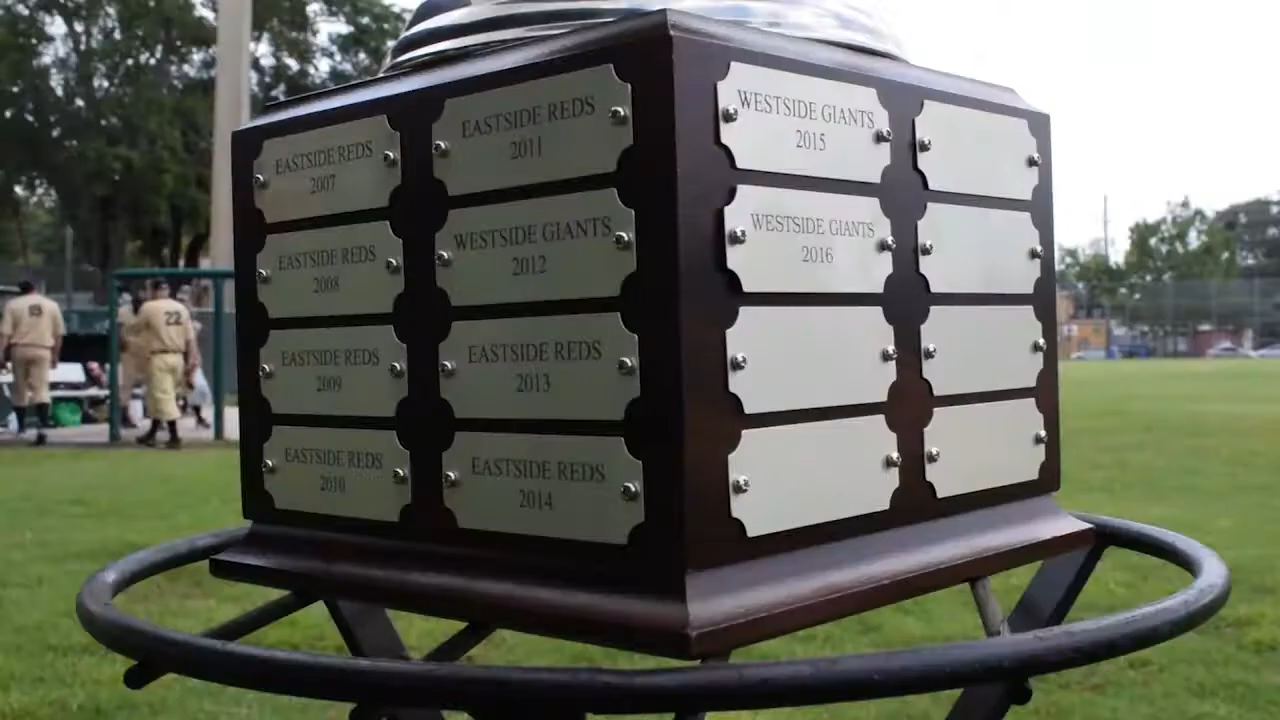 EASTSIDE REDS
2007
EASTSIDE REDS
2008
EASTSIDE REDS
2009
EASTSIDE REDS
2010
EASTSIDE REDS
2011
WESTSIDE GIANTS
2012
EASTSIDE REDS
2013
EASTSIDE REDS
2014
WESTSIDE GIANTS
2015
WESTSIDE GIANTS
2016
22